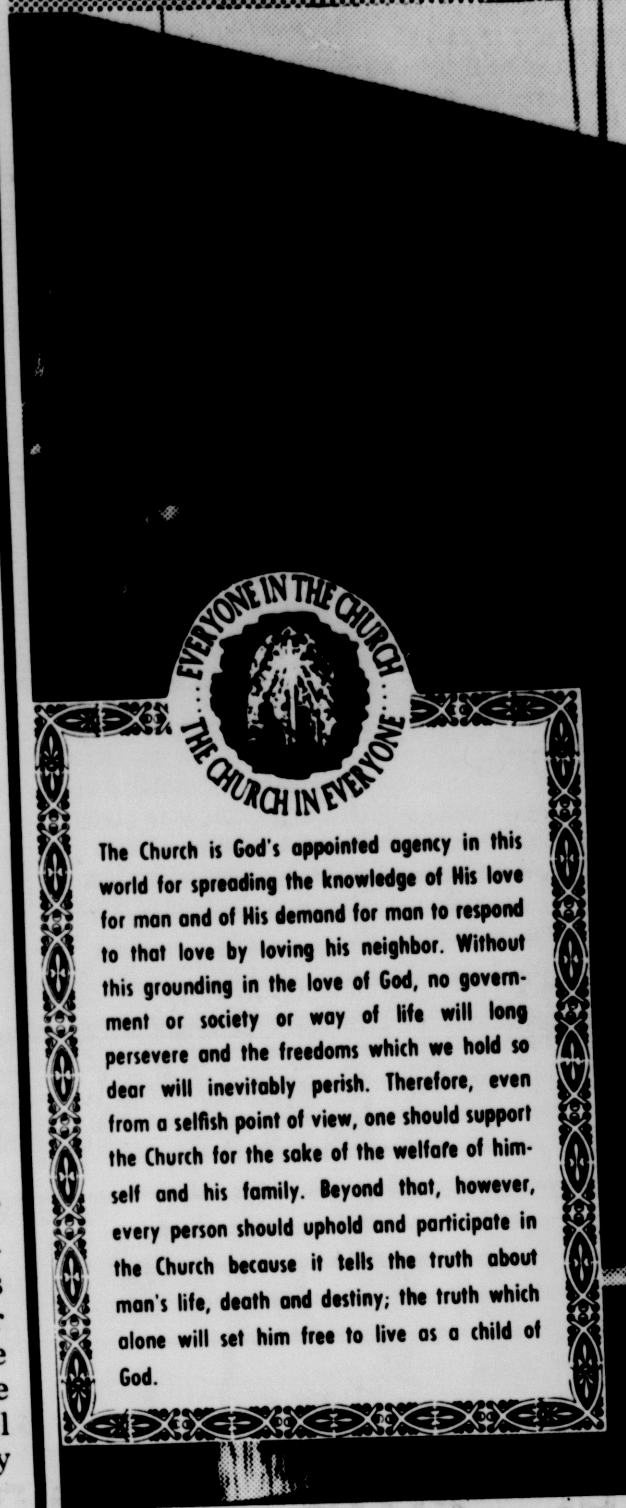 EVERYONE IN THE CHURCH
THE CHURCH IN EVERYONE
The Church is God's appointed agency in this
world for spreading the knowledge of His love
for man and of His demand for man to respond
to that love by loving his neighbor. Without
this grounding in the love of God, no govern-
ment or society or way of life will long
persevere and the freedoms which we hold so
dear will inevitably perish. Therefore, even
from a selfish point of view, one should support
the Church for the sake of the welfare of him-
self and his family. Beyond that, however,
every person should uphold and participate in
the Church because it tells the truth about
man's life, death and destiny; the truth which
alone will set him free to live as a child of
God.